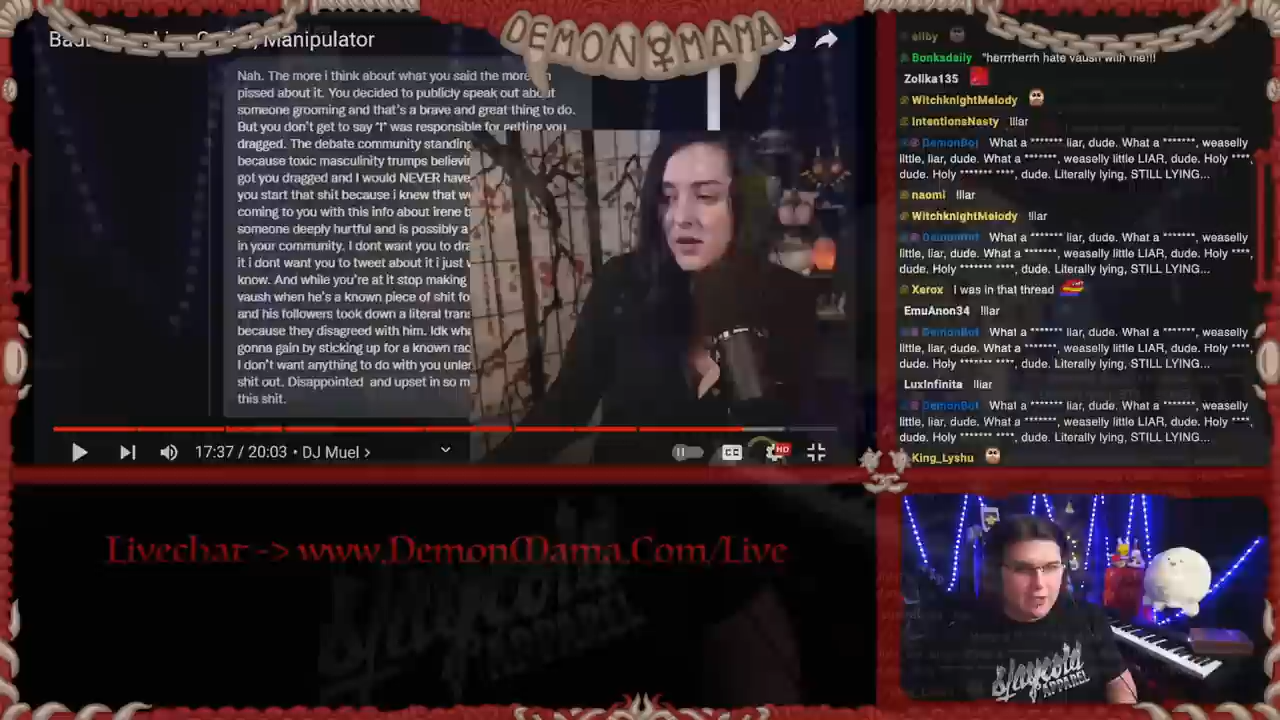 DEMON MAMA
Manipulator
Nah. The more i think about what you said the more
pissed about it. You decided to publicly speak out about
someone grooming and that's a brave and great thing to do.
But you don't get to say "I" was responsible for getting you
dragged. The debate community standing
because toxic masculinity trumps
got you dragged and I would NEVER have
you start that shit because i knew that
coming to you with this info about irene
someone deeply hurtful and is possibly a
in your community. I dont want you to
it i dont want you to tweet about it i just
know. And while you're at it stop making
vaush when he's a known piece of shit
and his followers took down a literal
because they disagreed with him. Idk
gonna gain by sticking up for a known
I don't want anything to do with you
shit out. Disappointed and upset in so
this shit.
17:37 / 20:03 • DJ Muel ›
CC
HD
Livechat -> www.DemonMama.Com/Live
ellby
Bonksdaily "herrrherrh hate vaush with me!!!
Zolika135
WitchknightMelody
IntentionsNasty !liar
DemonBot What a ******* liar, dude. What a *******, weaselly
little, liar, dude. What a *******, weaselly little LIAR, dude. Holy ****,
dude. Holy ******* ****, dude. Literally lying, STILL LYING...
naomi !liar
WitchknightMelody !liar
DemonBot What a ******* liar, dude. What a *******, weaselly
little, liar, dude. What a *******, weaselly little LIAR, dude. Holy ****,
dude. Holy ******* ****, dude. Literally lying, STILL LYING...
Xerox I was in that thread
EmuAnon34 !liar
DemonBot What a ******* liar, dude. What a *******, weaselly
little, liar, dude. What a *******, weaselly little LIAR, dude. Holy ****,
dude. Holy ******* ****, dude. Literally lying, STILL LYING...
LuxInfinita !liar
DemonBot What a ******* liar, dude. What a *******, weaselly
little, liar, dude. What a *******, weaselly little LIAR, dude. Holy ****,
dude. Holy ******* ****, dude. Literally lying, STILL LYING...
King_Lyshu
Slaycold
APPAREL